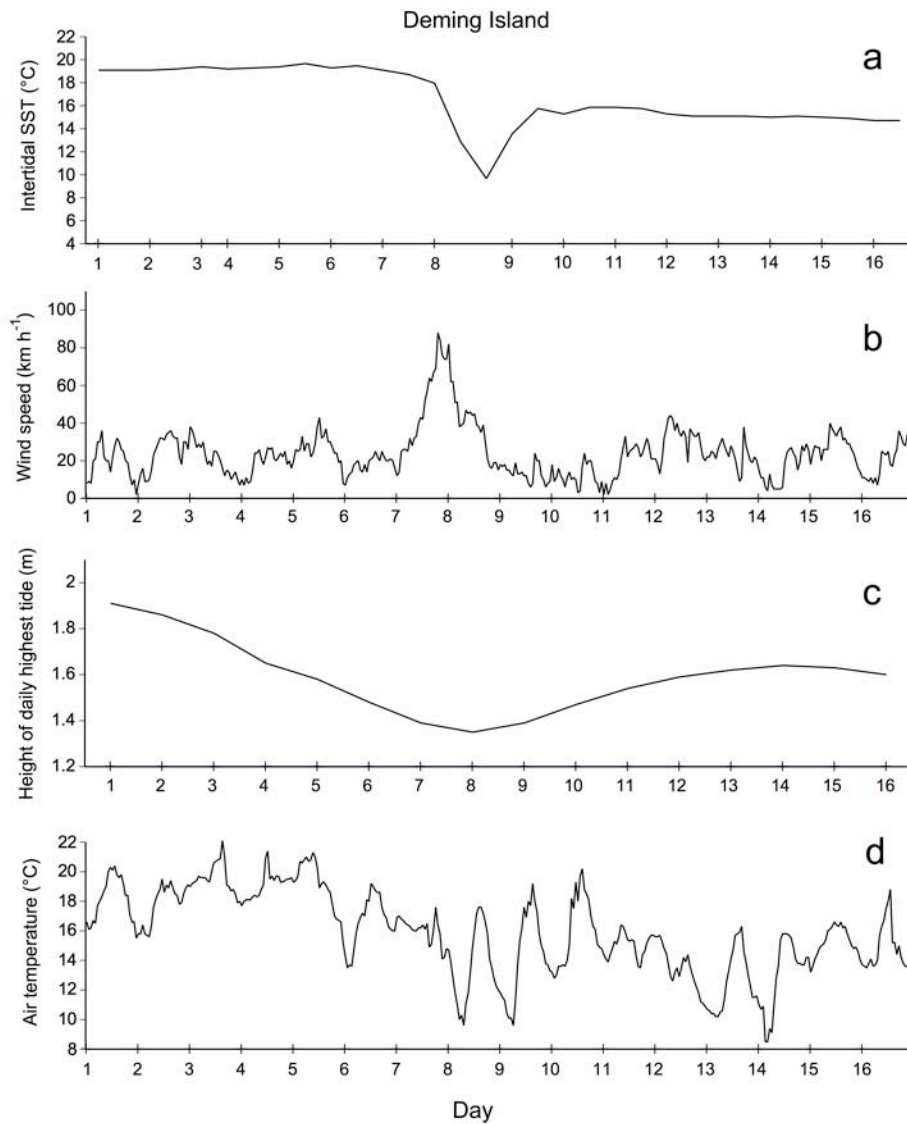 Deming Island
a
Intertidal SST (°C)
22
20
18
16
14
12
10
8
6
4
1 2 3 4 5 6 7 8 9 10 11 12 13 14 15 16
b
Wind speed (km h⁻¹)
100
80
60
40
20
0
1 2 3 4 5 6 7 8 9 10 11 12 13 14 15 16
c
Height of daily highest tide (m)
2
1.8
1.6
1.4
1.2
1 2 3 4 5 6 7 8 9 10 11 12 13 14 15 16
d
Air temperature (°C)
22
20
18
16
14
12
10
8
1 2 3 4 5 6 7 8 9 10 11 12 13 14 15 16
Day